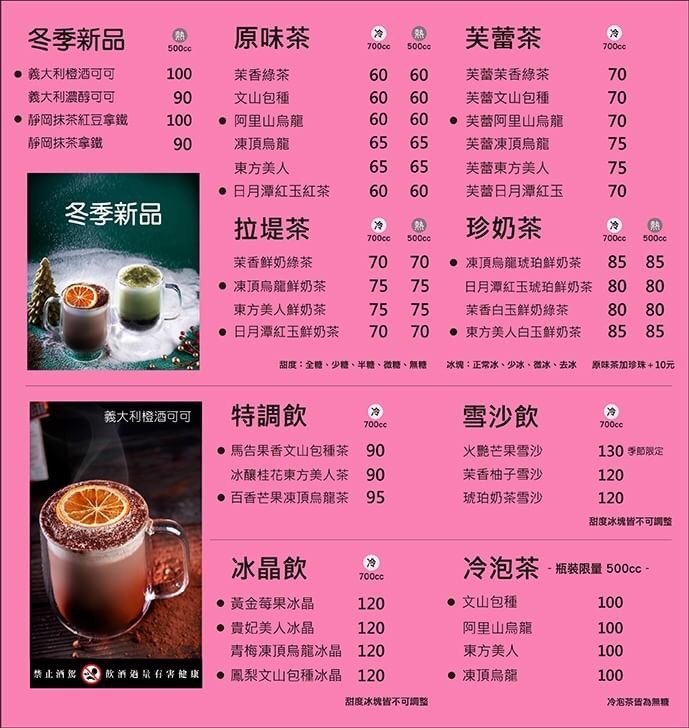 冬季新品 熱 500cc
● 義大利橙酒可可 100
義大利濃醇可可 90
● 靜岡抹茶紅豆拿鐵 100
靜岡抹茶拿鐵 90
冬季新品
原味茶 冷 700cc 熱 500cc
茉香綠茶 60 60
文山包種 60 60
● 阿里山烏龍 60 60
凍頂烏龍 65 65
東方美人 65 65
● 日月潭紅玉紅茶 60 60
芙蕾茶 冷 700cc
芙蕾茉香綠茶 70
芙蕾文山包種 70
● 芙蕾阿里山烏龍 70
芙蕾凍頂烏龍 75
芙蕾東方美人 75
芙蕾日月潭紅玉 70
拉堤茶 冷 700cc 熱 500cc
茉香鮮奶綠茶 70 70
● 凍頂烏龍鮮奶茶 75 75
東方美人鮮奶茶 75 75
● 日月潭紅玉鮮奶茶 70 70
珍奶茶 冷 700cc 熱 500cc
● 凍頂烏龍琥珀鮮奶茶 85 85
日月潭紅玉琥珀鮮奶茶 80 80
茉香白玉鮮奶綠茶 80 80
● 東方美人白玉鮮奶茶 85 85
甜度：全糖、少糖、半糖、微糖、無糖 冰塊：正常冰、少冰、微冰、去冰 原味茶加珍珠＋10元
義大利橙酒可可
禁止酒駕 飲酒過量有害健康
特調飲 冷 700cc
● 馬告果香文山包種茶 90
冰釀桂花東方美人茶 90
● 百香芒果凍頂烏龍茶 95
雪沙飲 冷 700cc
火艷芒果雪沙 130 季節限定
茉香柚子雪沙 120
琥珀奶茶雪沙 120
甜度冰塊皆不可調整
冰晶飲 冷 700cc
● 黃金莓果冰晶 120
● 貴妃美人冰晶 120
青梅凍頂烏龍冰晶 120
● 鳳梨文山包種冰晶 120
甜度冰塊皆不可調整
冷泡茶 - 瓶裝限量 500cc -
● 文山包種 100
阿里山烏龍 100
東方美人 100
● 凍頂烏龍 100
冷泡茶皆為無糖